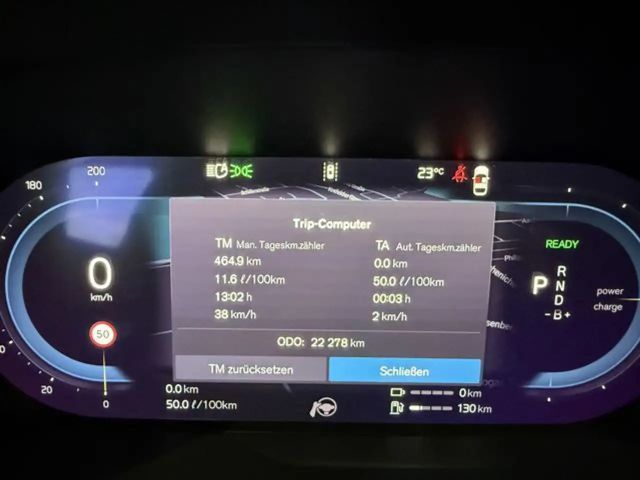 180
200
23°C
Trip-Computer
TM Man. Tageskm.zähler
464.9 km
11.6 ℓ/100km
13:02 h
38 km/h
TA Aut. Tageskm.zähler
0.0 km
50.0 ℓ/100km
00:03 h
2 km/h
ODO: 22 278 km
TM zurücksetzen
Schließen
0
km/h
50
20
0
READY
P
R
N
D
-B+
power
charge
0.0 km
50.0 ℓ/100km
0 km
130 km